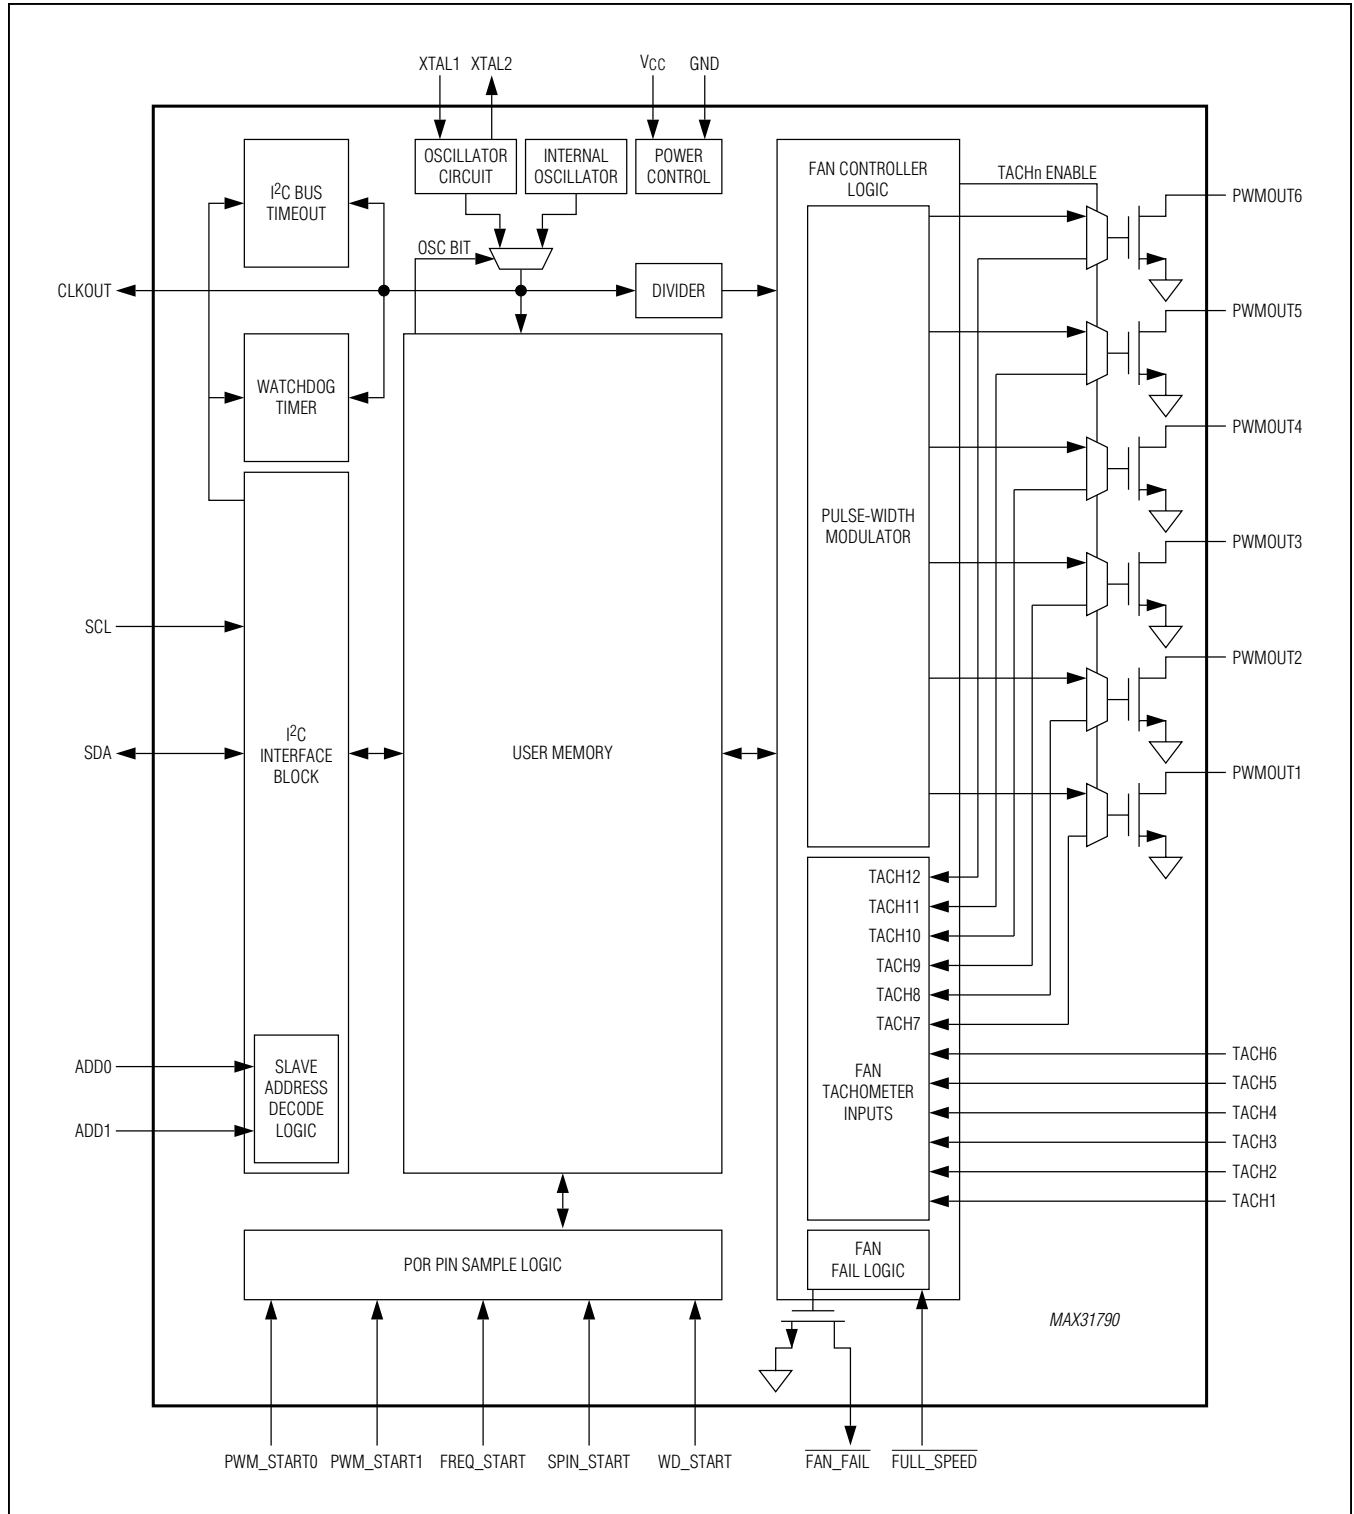 XTAL1 XTAL2
VCC GND
OSCILLATOR
CIRCUIT
INTERNAL
OSCILLATOR
POWER
CONTROL
FAN CONTROLLER
LOGIC
TACHn ENABLE
I2C BUS
TIMEOUT
PWMOUT6
OSC BIT
CLKOUT
DIVIDER
PWMOUT5
WATCHDOG
TIMER
PWMOUT4
PULSE-WIDTH
MODULATOR
PWMOUT3
SCL
PWMOUT2
I2C
INTERFACE
BLOCK
SDA
USER MEMORY
PWMOUT1
TACH12
TACH11
TACH10
TACH9
TACH8
TACH7
ADD0
SLAVE
ADDRESS
DECODE
LOGIC
ADD1
FAN
TACHOMETER
INPUTS
TACH6
TACH5
TACH4
TACH3
TACH2
TACH1
POR PIN SAMPLE LOGIC
FAN
FAIL LOGIC
MAX31790
PWM_START0 PWM_START1 FREQ_START SPIN_START WD_START FAN_FAIL FULL_SPEED